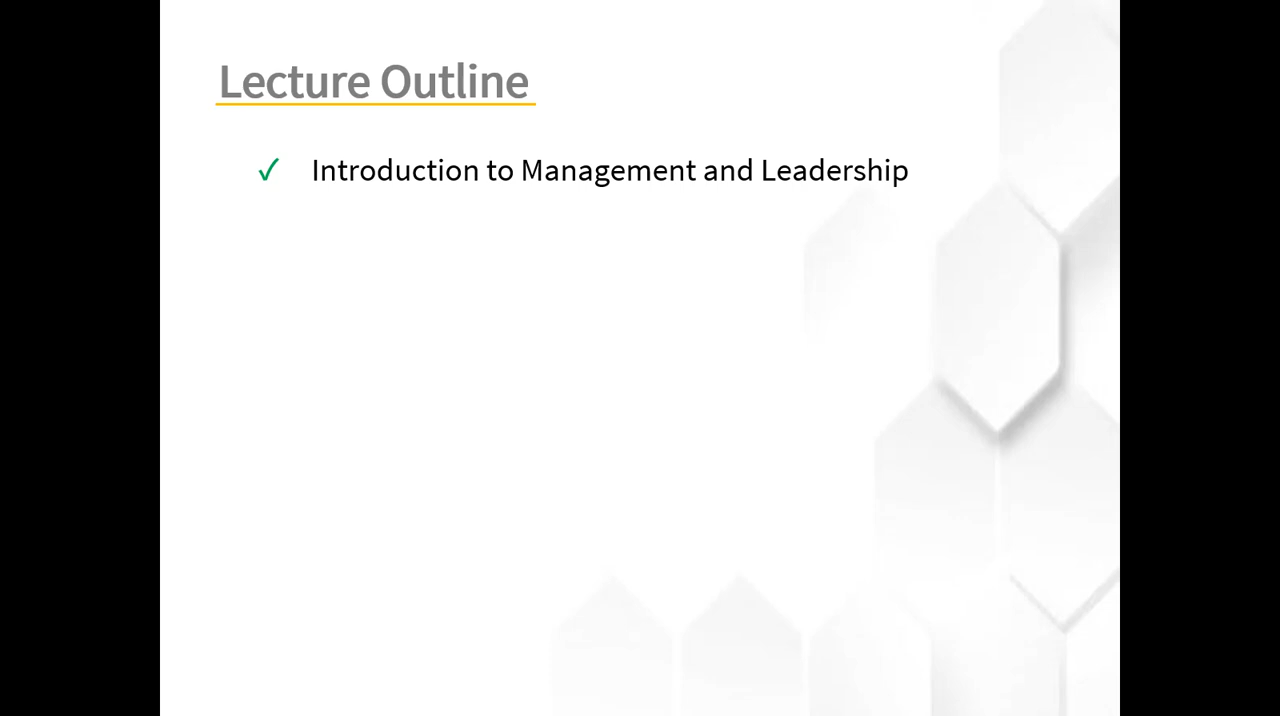 Lecture Outline
✓ Introduction to Management and Leadership